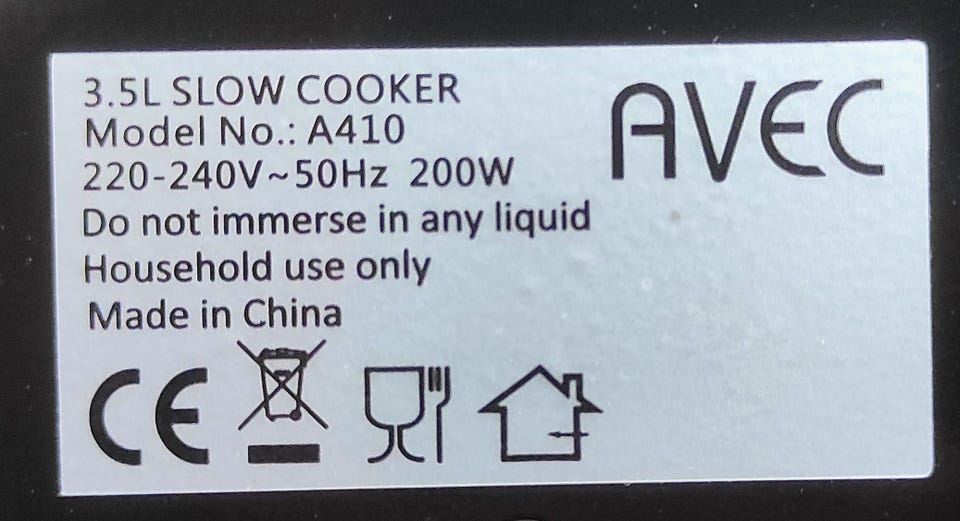 3.5L SLOW COOKER
AVEC
Model No.: A410
220-240V~50Hz 200W
Do not immerse in any liquid
Household use only
Made in China
CE